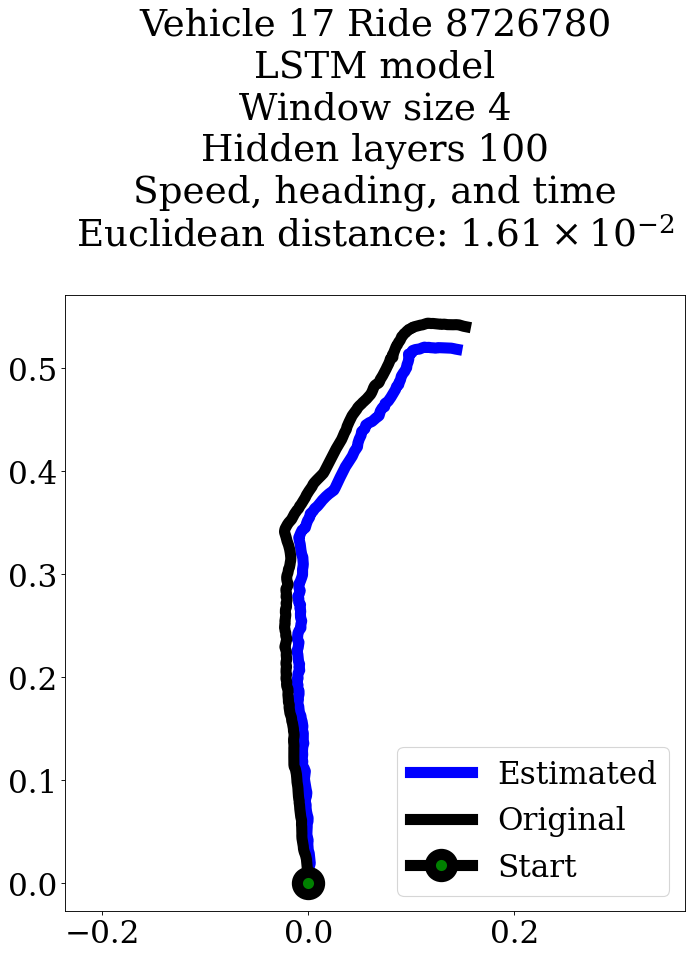 Vehicle 17 Ride 8726780
LSTM model
Window size 4
Hidden layers 100
Speed, heading, and time
Euclidean distance: 1.61 × 10⁻²
0.5
0.4
0.3
0.2
0.1
0.0
Estimated
Original
Start
−0.2 0.0 0.2